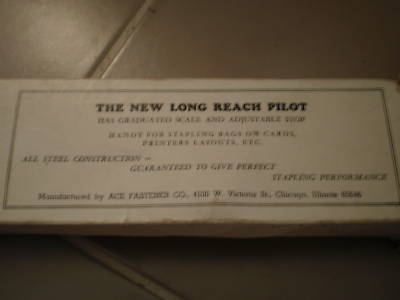 THE NEW LONG REACH PILOT
HAS GRADUATED SCALE AND ADJUSTABLE STOP
HANDY FOR STAPLING BAGS ON CARDS,
PRINTERS LAYOUTS, ETC.
ALL STEEL CONSTRUCTION —
GUARANTEED TO GIVE PERFECT
STAPLING PERFORMANCE
Manufactured by ACE FASTENER CO., 4100 W. Victoria St., Chicago, Illinois 60646